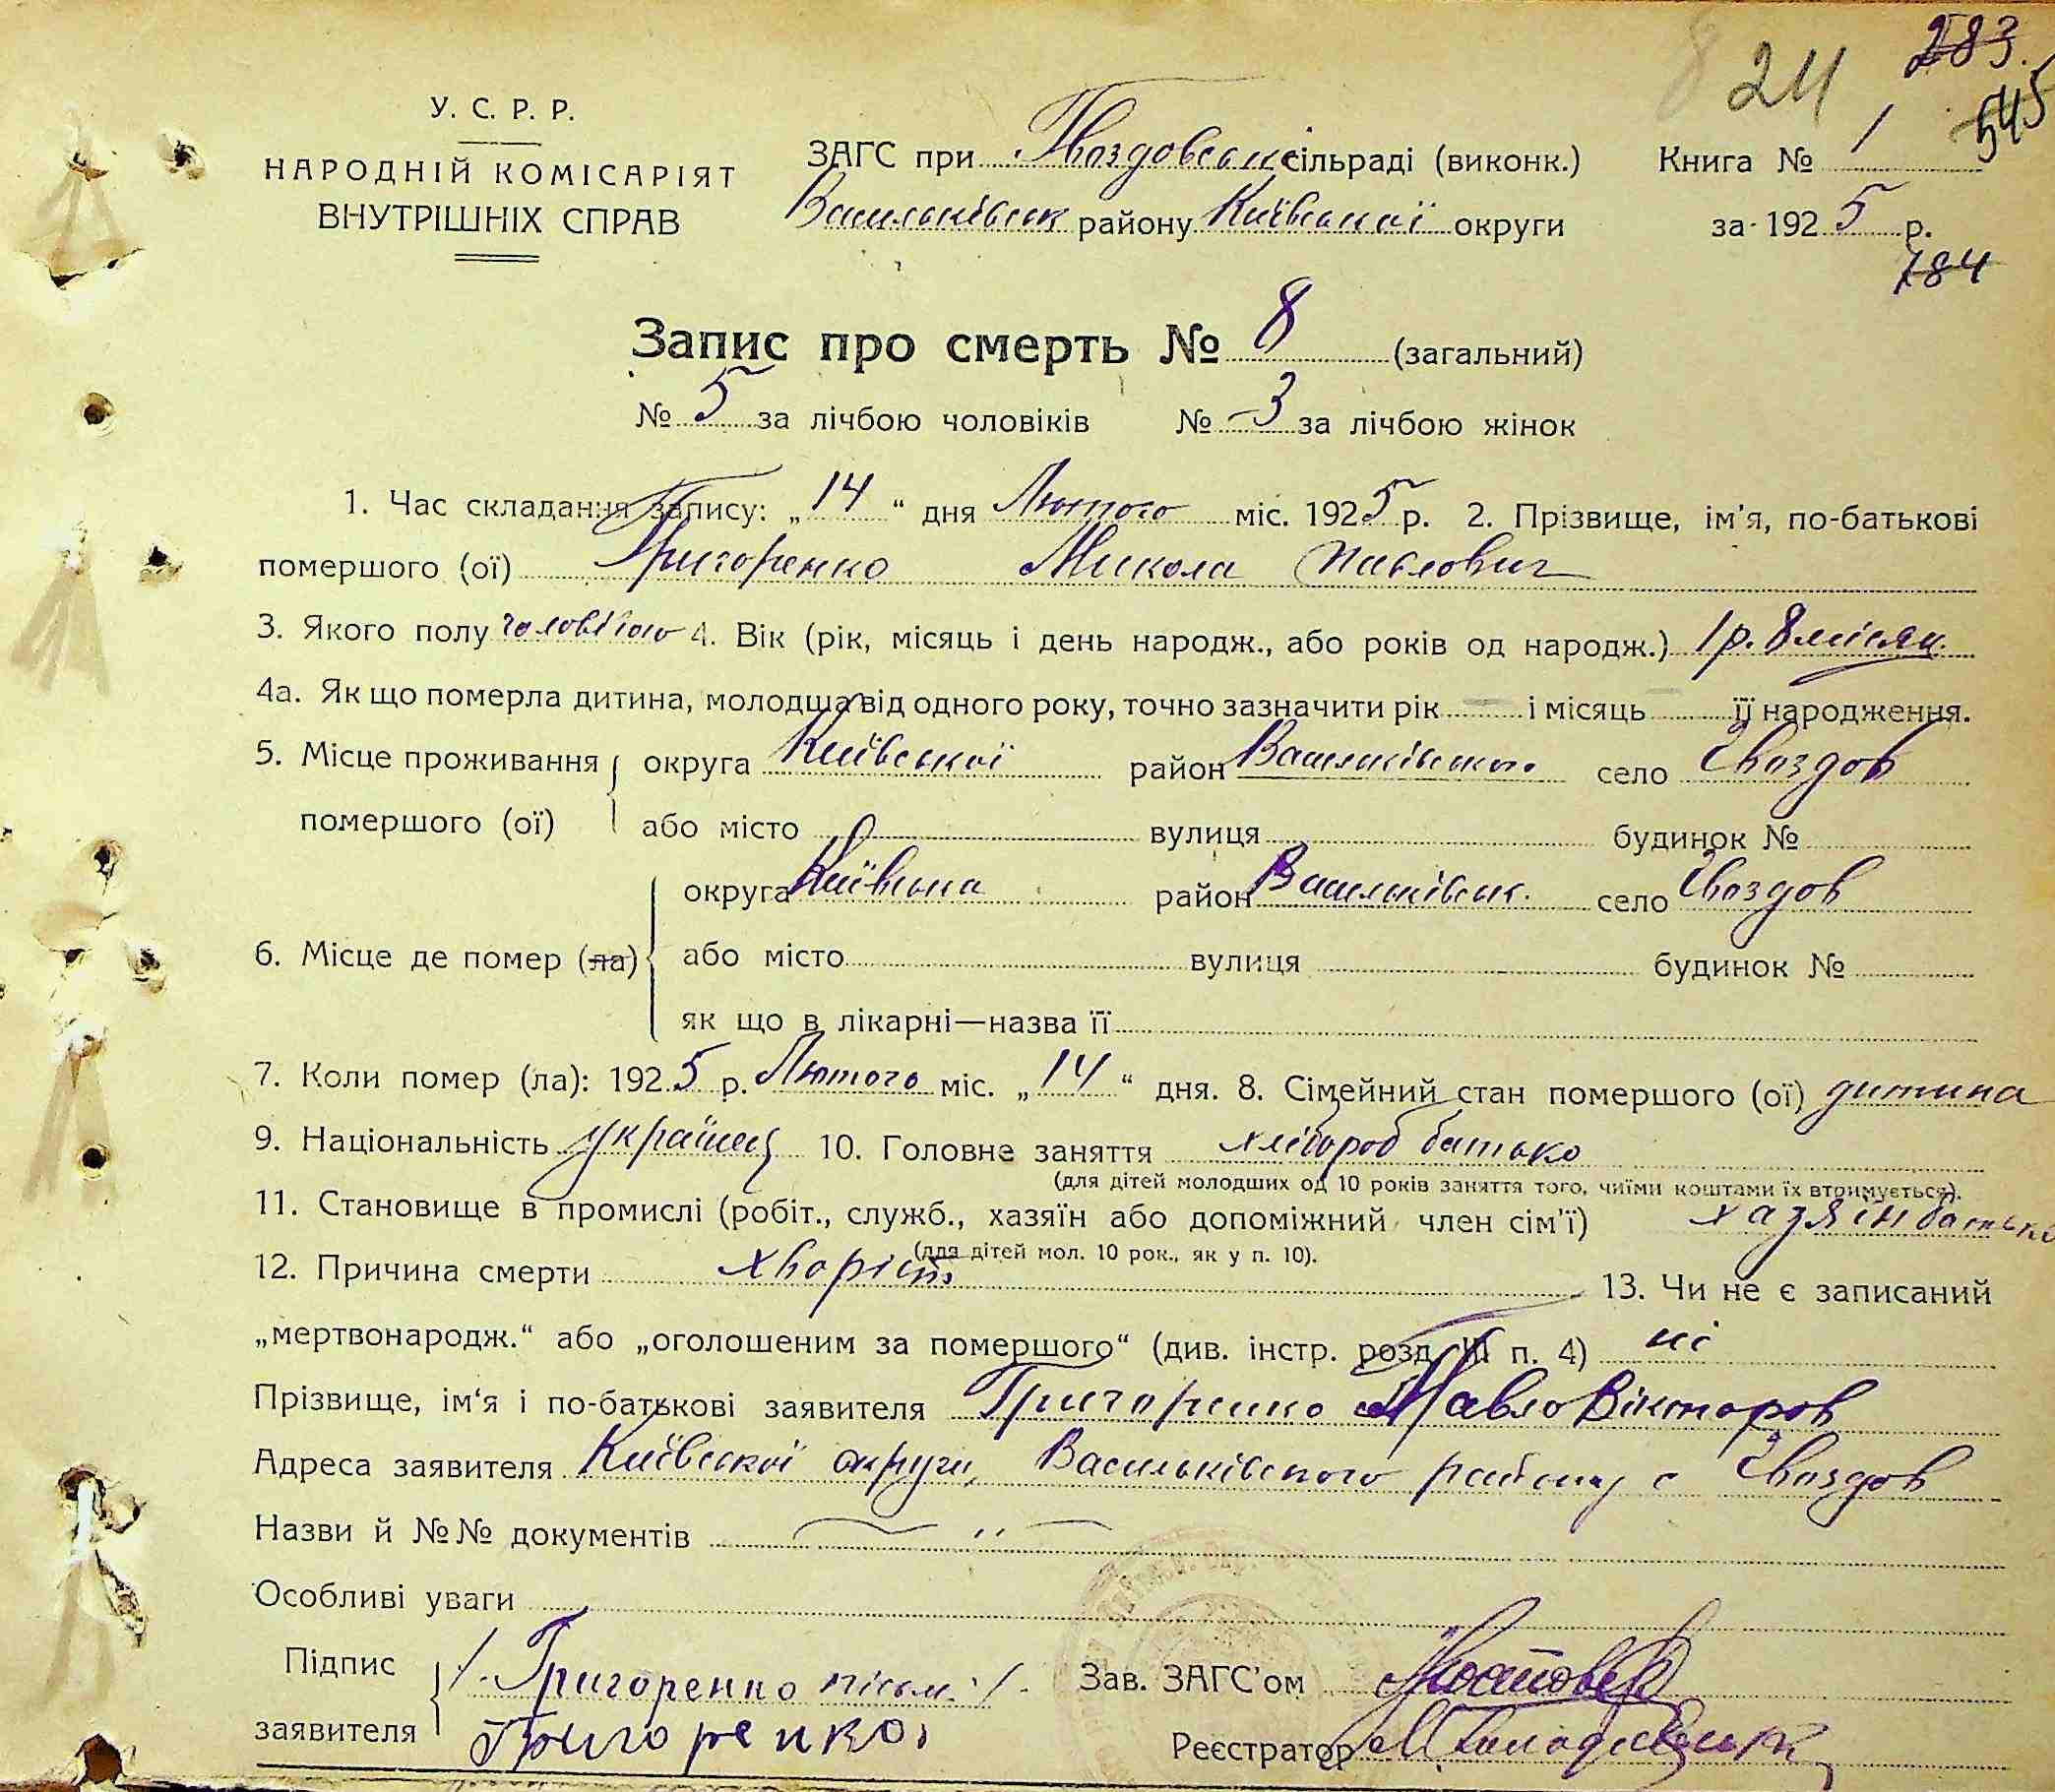 24 283.
545
У. С. Р. Р.
НАРОДНІЙ КОМІСАРІЯТ
ВНУТРІШНІХ СПРАВ
ЗАГС при Гвоздовськ сільраді (виконк.) Книга № 1
Васильківськ району Київської округи за 1925 р.
784
Запис про смерть № 8 (загальний)
№ 5 за лічбою чоловіків № 3 за лічбою жінок
1. Час складання запису: „14“ дня Лютого міс. 1925 р. 2. Прізвище, ім'я, по-батькові
помершого (ої) Григоренко Микола Павлович
3. Якого полу чоловічого 4. Вік (рік, місяць і день народж., або років од народж.) 1 р. 8 місяц.
4а. Як що померла дитина, молодша від одного року, точно зазначити рік — і місяць — її народження.
5. Місце проживання округа Київської район Васильківського село Гвоздов
помершого (ої) або місто вулиця будинок №
округа Київська район Васильківськ. село Гвоздов
6. Місце де помер (ла) або місто вулиця будинок №
як що в лікарні—назва її
7. Коли помер (ла): 1925 р. Лютого міс. „14“ дня. 8. Сімейний стан помершого (ої) дитина
9. Національність українец 10. Головне заняття хлібороб батько
(для дітей молодших од 10 років заняття того, чиїми коштами їх втримується).
11. Становище в промислі (робіт., служб., хазяїн або допоміжний член сім'ї) хазяін батько
(для дітей мол. 10 рок., як у п. 10).
12. Причина смерти хворість 13. Чи не є записаний
„мертвонародж.“ або „оголошеним за помершого“ (див. інстр. розд. III п. 4) ні
Прізвище, ім‘я і по-батькові заявителя Григоренко Павло Вікторов
Адреса заявителя Київської округи, Васильківского району с Гвоздов
Назви й №№ документів — „ —
Особливі уваги
Підпис /. Григоренко письм. /. Зав. ЗАГС'ом
заявителя Григоренко Реєстратор